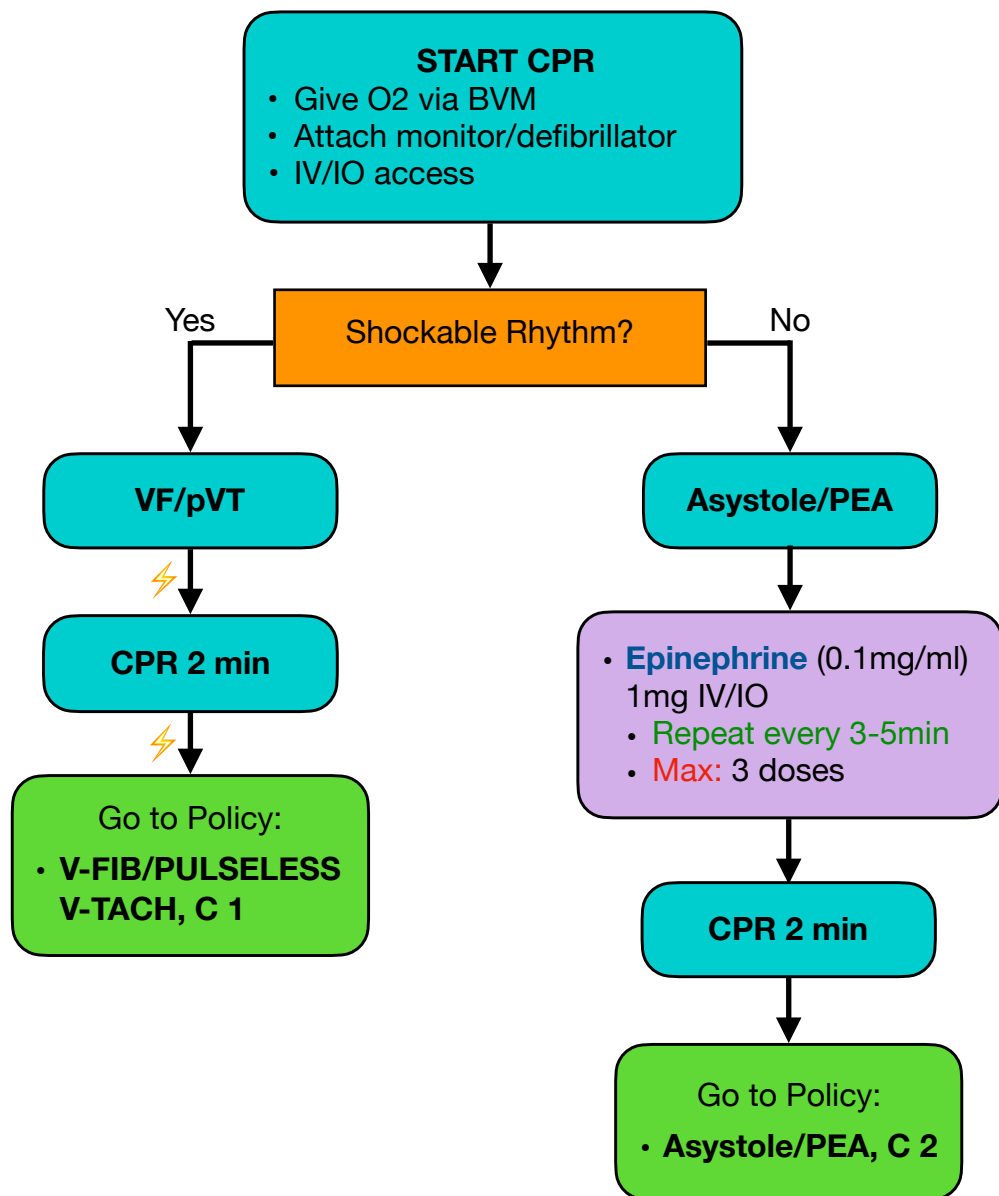 START CPR
• Give O2 via BVM
• Attach monitor/defibrillator
• IV/IO access
Yes
Shockable Rhythm?
No
VF/pVT
CPR 2 min
Go to Policy:
• V-FIB/PULSELESS
V-TACH, C 1
Asystole/PEA
• Epinephrine (0.1mg/ml)
1mg IV/IO
• Repeat every 3-5min
• Max: 3 doses
CPR 2 min
Go to Policy:
• Asystole/PEA, C 2